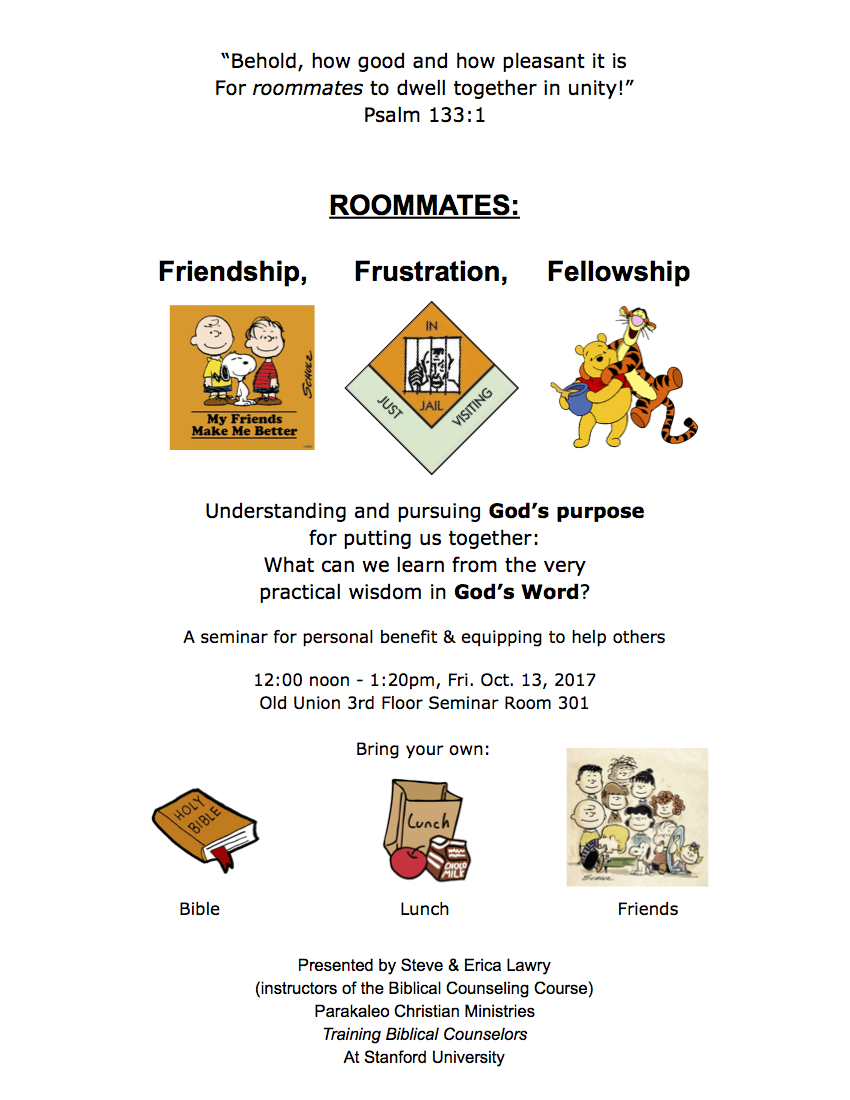 “Behold, how good and how pleasant it is
For roommates to dwell together in unity!”
Psalm 133:1
ROOMMATES:
Friendship, Frustration, Fellowship
SCHULZ
My Friends
Make Me Better
IN
JAIL
JUST
VISITING
Understanding and pursuing God’s purpose
for putting us together:
What can we learn from the very
practical wisdom in God’s Word?
A seminar for personal benefit & equipping to help others
12:00 noon - 1:20pm, Fri. Oct. 13, 2017
Old Union 3rd Floor Seminar Room 301
Bring your own:
HOLY
BIBLE
Lunch
CHOCO
MILK
SCHULZ
Bible Lunch Friends
Presented by Steve & Erica Lawry
(instructors of the Biblical Counseling Course)
Parakaleo Christian Ministries
Training Biblical Counselors
At Stanford University